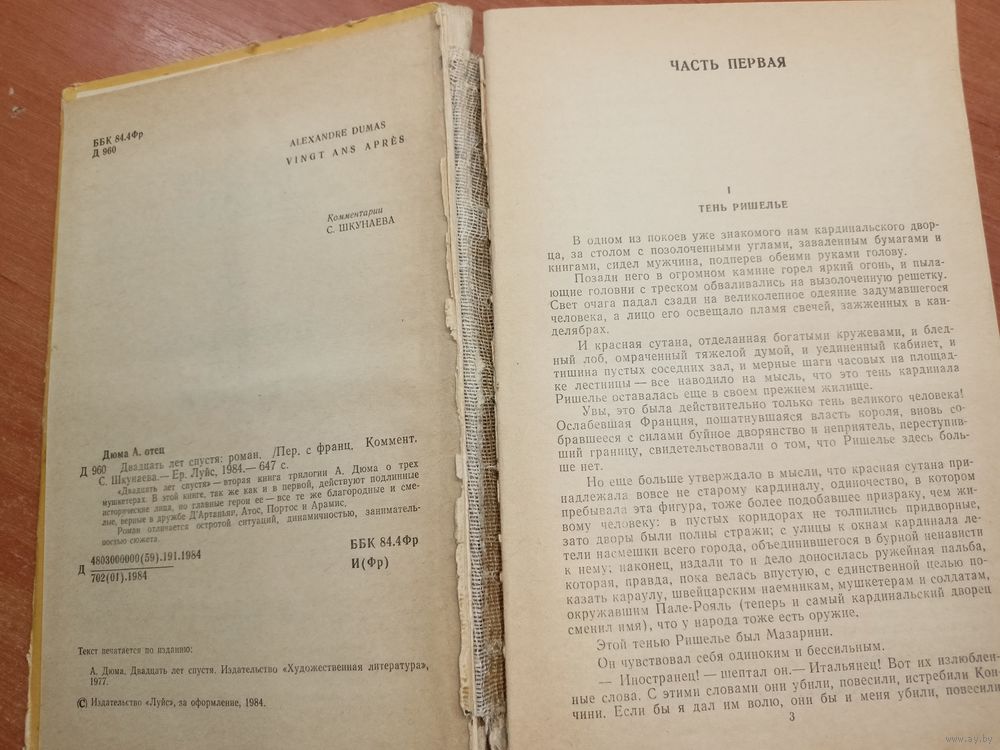 ББК 84.4Фр
Д 960
ALEXANDRE DUMAS
VINGT ANS APRÈS
Комментарии
С. ШКУНАЕВА
Дюма А. отец
Д 960 Двадцать лет спустя: роман. /Пер. с франц. Коммент.
С. Шкунаева.— Ер. Луйс, 1984.— 647 с.
«Двадцать лет спустя» — вторая книга трилогии А. Дюма о трех
мушкетерах. В этой книге, так же как и в первой, действуют подлинные
исторические лица, но главные герои ее — все те же благородные и сме-
лые, верные в дружбе Д'Артаньян, Атос, Портос и Арамис.
Роман отличается остротой ситуаций, динамичностью, заниматель-
ностью сюжета.
Д 4803000000(59).191.1984
702(01).1984
ББК 84.4Фр
И(Фр)
Текст печатается по изданию:
А. Дюма. Двадцать лет спустя. Издательство «Художественная литература»,
1977.
© Издательство «Луйс», за оформление, 1984.
ЧАСТЬ ПЕРВАЯ
I
ТЕНЬ РИШЕЛЬЕ
В одном из покоев уже знакомого нам кардинальского двор-
ца, за столом с позолоченными углами, заваленным бумагами и
книгами, сидел мужчина, подперев обеими руками голову.
Позади него в огромном камине горел яркий огонь, и пыла-
ющие головни с треском обваливались на вызолоченную решетку.
Свет очага падал сзади на великолепное одеяние задумавшегося
человека, а лицо его освещало пламя свечей, зажженных в кан-
делябрах.
И красная сутана, отделанная богатыми кружевами, и блед-
ный лоб, омраченный тяжелой думой, и уединенный кабинет, и
тишина пустых соседних зал, и мерные шаги часовых на площад-
ке лестницы — все наводило на мысль, что это тень кардинала
Ришелье оставалась еще в своем прежнем жилище.
Увы, это была действительно только тень великого человека!
Ослабевшая Франция, пошатнувшаяся власть короля, вновь со-
бравшееся с силами буйное дворянство и неприятель, переступив-
ший границу, свидетельствовали о том, что Ришелье здесь боль-
ше нет.
Но еще больше утверждало в мысли, что красная сутана при-
надлежала вовсе не старому кардиналу, одиночество, в котором
пребывала эта фигура, тоже более подобавшее призраку, чем жи-
вому человеку: в пустых коридорах не толпились придворные,
зато дворы были полны стражи; с улицы к окнам кардинала ле-
тели насмешки всего города, объединившегося в бурной ненависти
к нему; наконец, издали то и дело доносилась ружейная пальба,
которая, правда, пока велась впустую, с единственной целью по-
казать караулу, швейцарским наемникам, мушкетерам и солдатам,
окружавшим Пале-Рояль (теперь и самый кардинальский дворец
сменил имя), что у народа тоже есть оружие.
Этой тенью Ришелье был Мазарини.
Он чувствовал себя одиноким и бессильным.
— Иностранец! — шептал он.— Итальянец! Вот их излюблен-
ные слова. С этими словами они убили, повесили, истребили Кон-
чини. Если бы я дал им волю, они бы и меня убили, повесили
3
www.ay.by